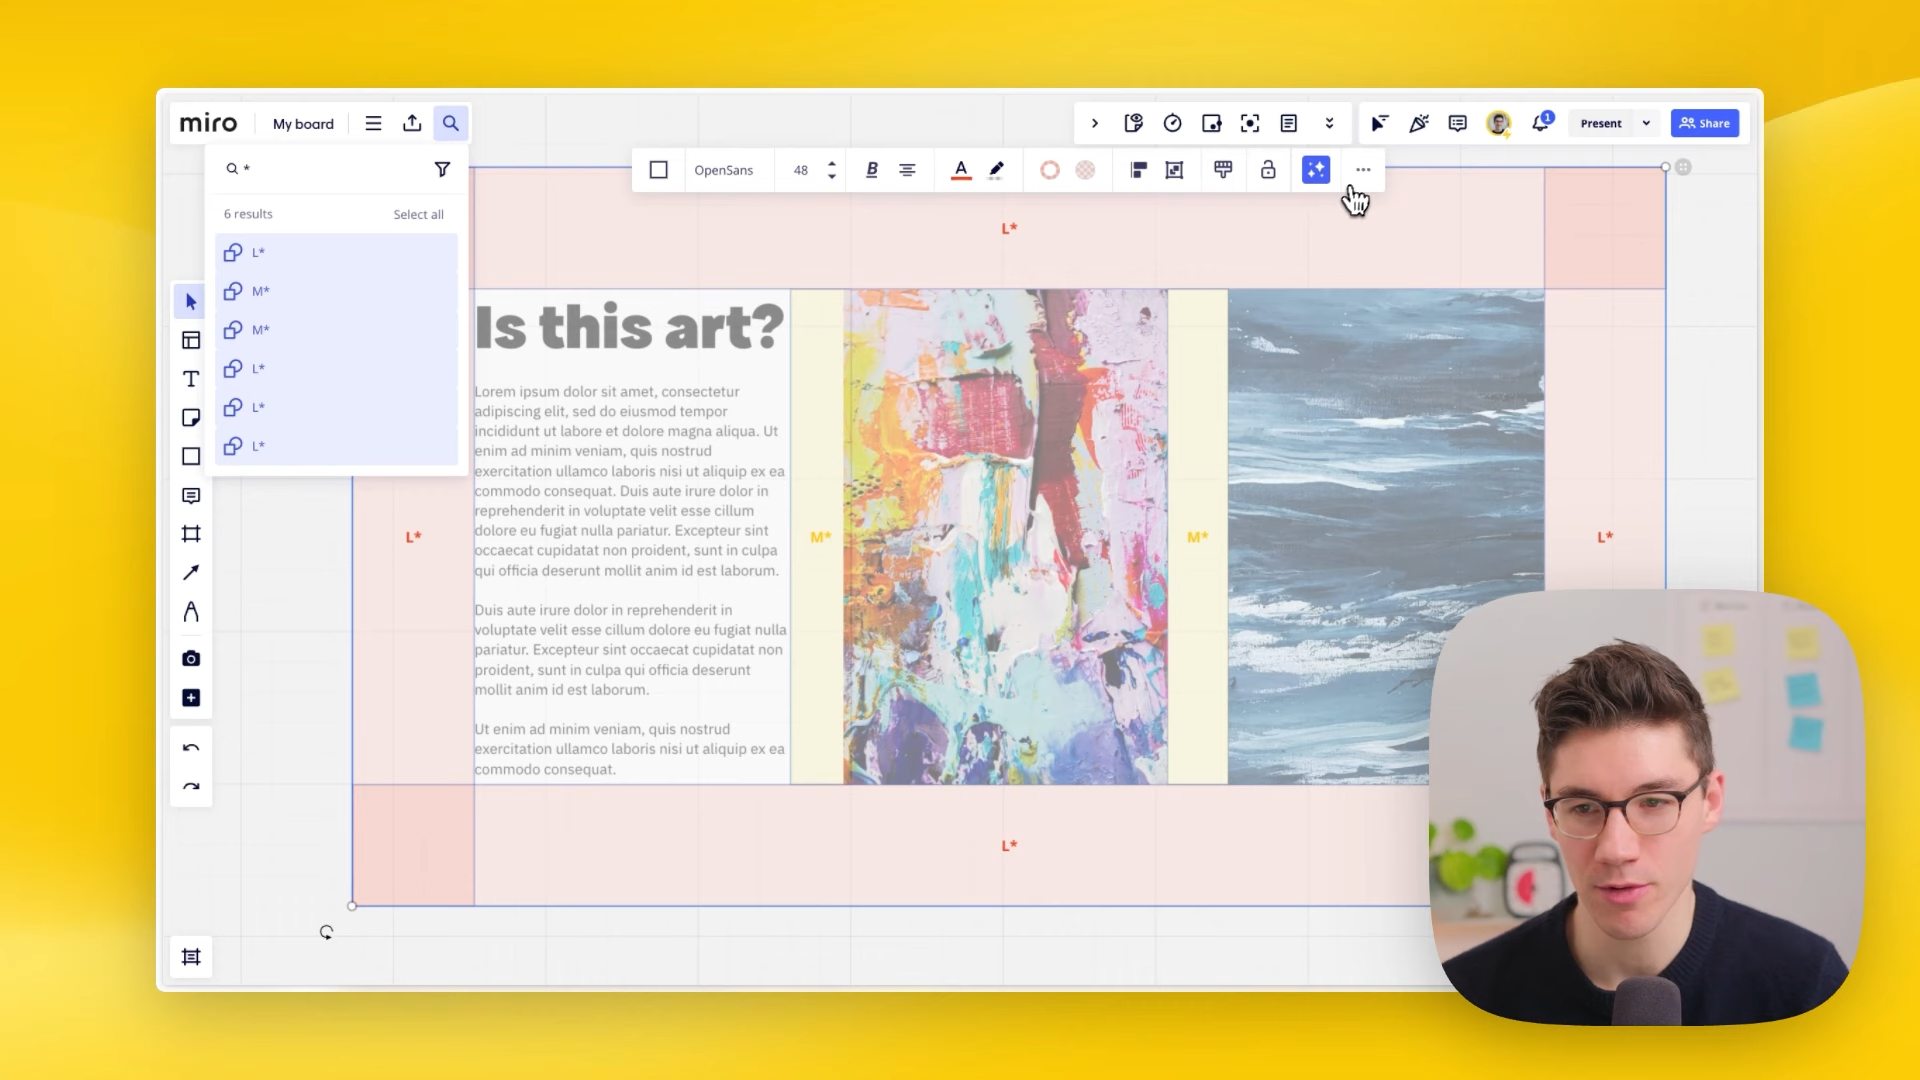 miro
My board
1
Present
Share
*
OpenSans
48
B
A
6 results
Select all
L*
M*
M*
L*
L*
L*
L*
Is this art?
Lorem ipsum dolor sit amet, consectetur
adipiscing elit, sed do eiusmod tempor
incididunt ut labore et dolore magna aliqua. Ut
enim ad minim veniam, quis nostrud
exercitation ullamco laboris nisi ut aliquip ex ea
commodo consequat. Duis aute irure dolor in
reprehenderit in voluptate velit esse cillum
dolore eu fugiat nulla pariatur. Excepteur sint
occaecat cupidatat non proident, sunt in culpa
qui officia deserunt mollit anim id est laborum.
Duis aute irure dolor in reprehenderit in
voluptate velit esse cillum dolore eu fugiat nulla
pariatur. Excepteur sint occaecat cupidatat non
proident, sunt in culpa qui officia deserunt
mollit anim id est laborum.
Ut enim ad minim veniam, quis nostrud
exercitation ullamco laboris nisi ut aliquip ex ea
commodo consequat.
L*
M*
M*
L*
L*